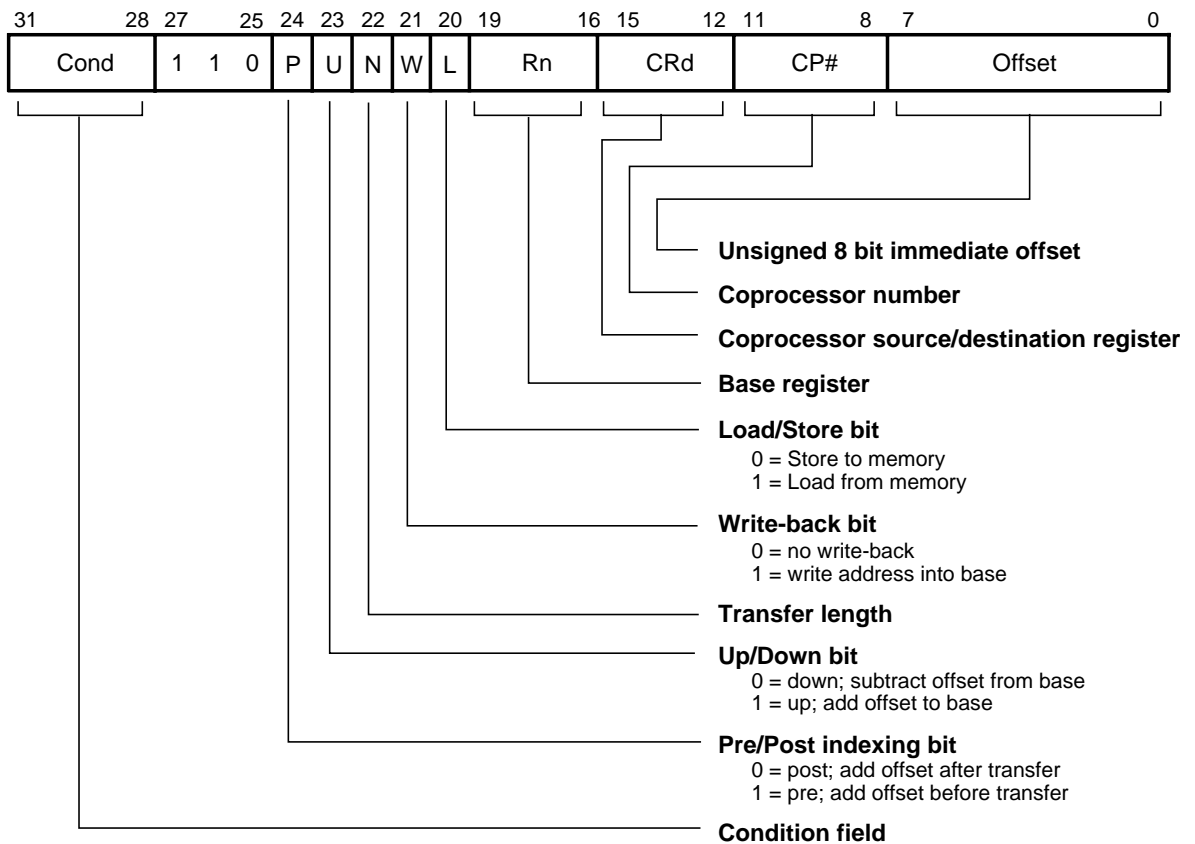 31 28 27 25 24 23 22 21 20 19 16 15 12 11 8 7 0
Cond 1 1 0 P U N W L Rn CRd CP# Offset
Unsigned 8 bit immediate offset
Coprocessor number
Coprocessor source/destination register
Base register
Load/Store bit
0 = Store to memory
1 = Load from memory
Write-back bit
0 = no write-back
1 = write address into base
Transfer length
Up/Down bit
0 = down; subtract offset from base
1 = up; add offset to base
Pre/Post indexing bit
0 = post; add offset after transfer
1 = pre; add offset before transfer
Condition field